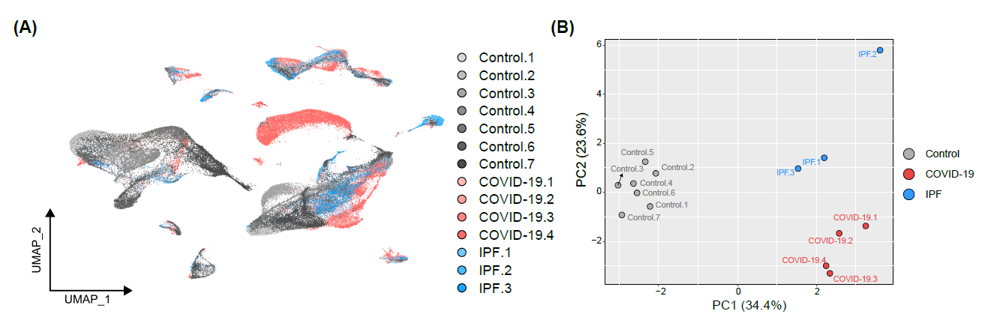 (A)
UMAP_2
UMAP_1
Control.1
Control.2
Control.3
Control.4
Control.5
Control.6
Control.7
COVID-19.1
COVID-19.2
COVID-19.3
COVID-19.4
IPF.1
IPF.2
IPF.3
(B)
PC2 (23.6%)
6
4
2
0
−2
IPF.2
Control.5
IPF.1
Control.3
Control.2
IPF.3
Control.4
Control.6
Control.1
Control.7
COVID-19.1
COVID-19.2
COVID-19.4
COVID-19.3
−2
0
2
PC1 (34.4%)
Control
COVID-19
IPF